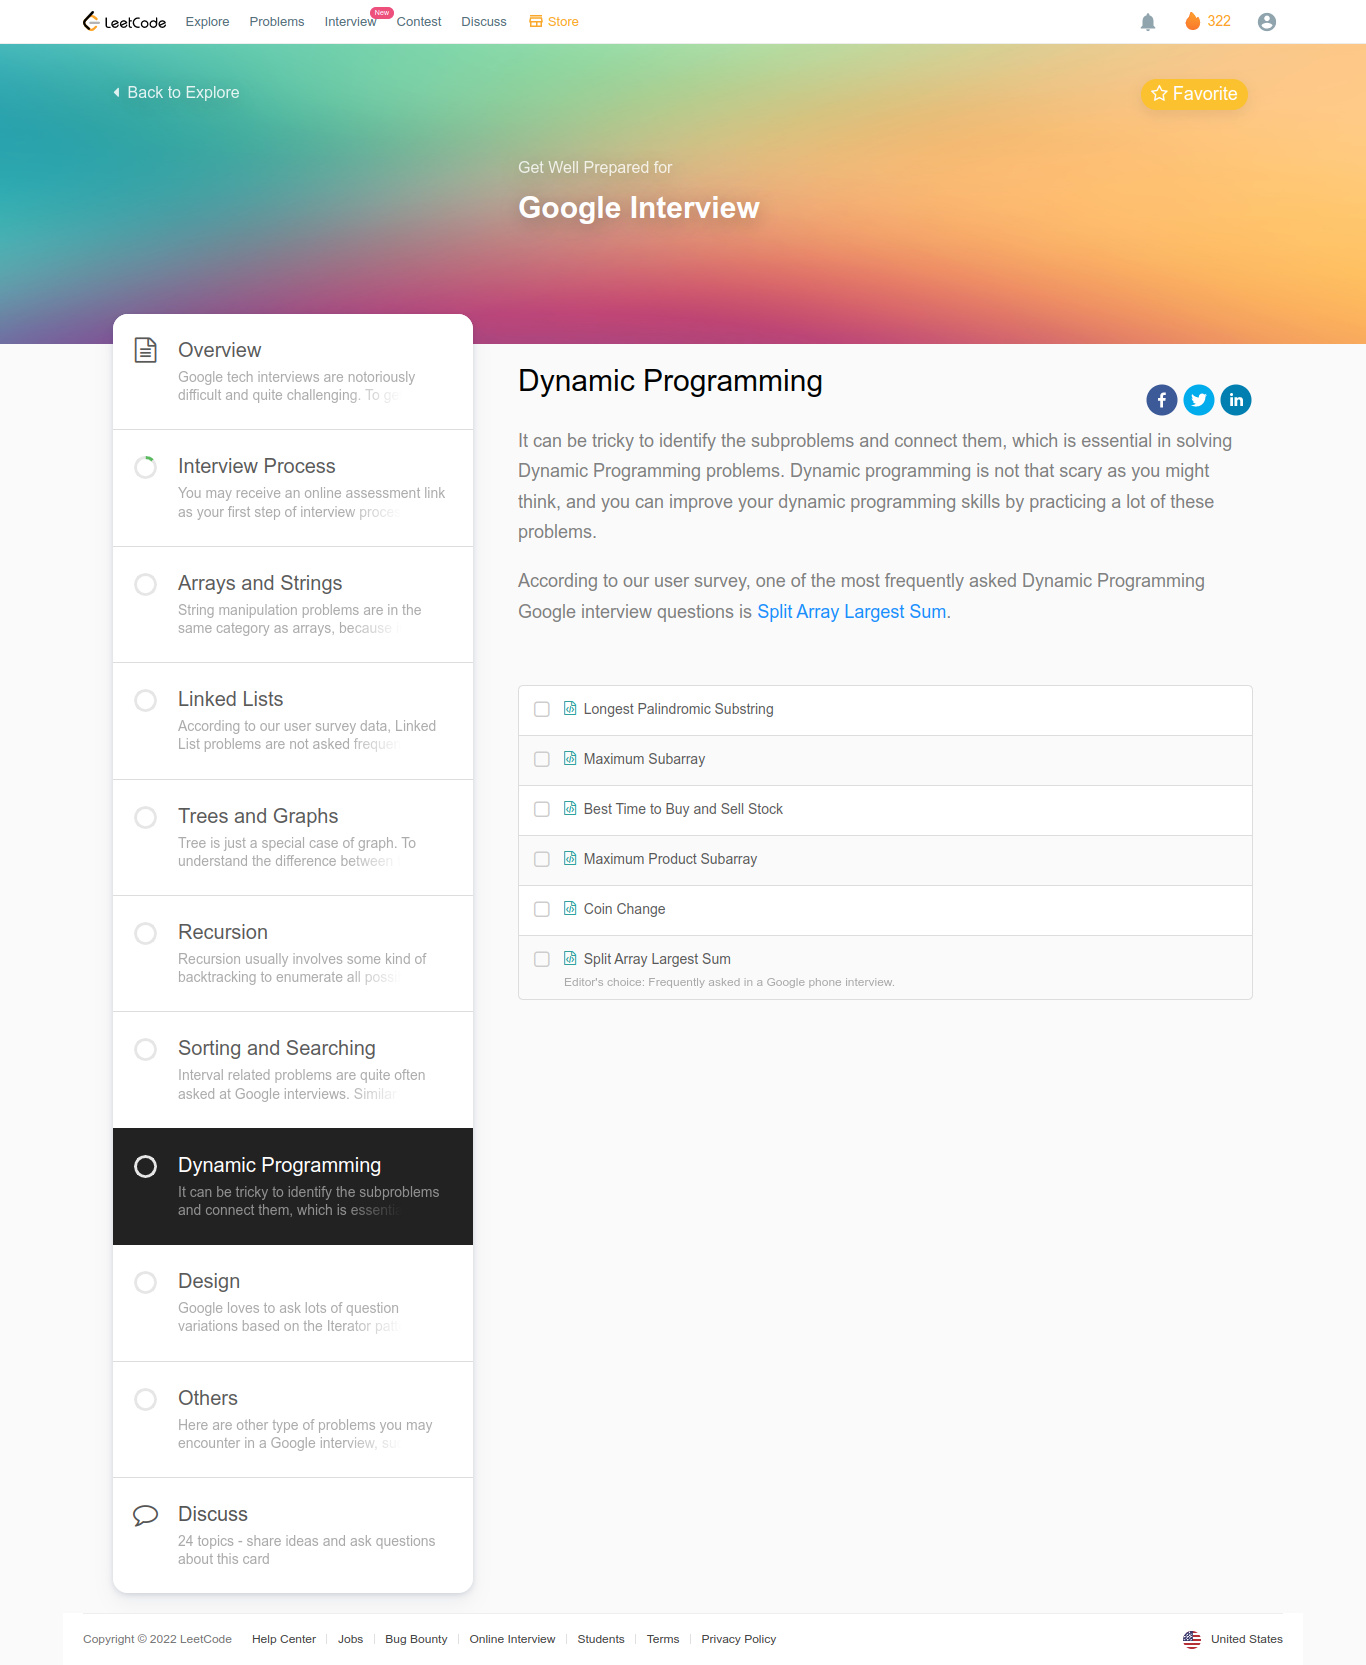 LeetCode Explore Problems Interview New Contest Discuss Store 322
Back to Explore
Favorite
Get Well Prepared for
Google Interview
Overview
Google tech interviews are notoriously
difficult and quite challenging. To ge
Interview Process
You may receive an online assessment link
as your first step of interview proce
Arrays and Strings
String manipulation problems are in the
same category as arrays, because
Linked Lists
According to our user survey data, Linked
List problems are not asked freque
Trees and Graphs
Tree is just a special case of graph. To
understand the difference between
Recursion
Recursion usually involves some kind of
backtracking to enumerate all poss
Sorting and Searching
Interval related problems are quite often
asked at Google interviews. Simila
Dynamic Programming
It can be tricky to identify the subproblems
and connect them, which is essenti
Design
Google loves to ask lots of question
variations based on the Iterator pat
Others
Here are other type of problems you may
encounter in a Google interview, su
Discuss
24 topics - share ideas and ask questions
about this card
Dynamic Programming
It can be tricky to identify the subproblems and connect them, which is essential in solving
Dynamic Programming problems. Dynamic programming is not that scary as you might
think, and you can improve your dynamic programming skills by practicing a lot of these
problems.
According to our user survey, one of the most frequently asked Dynamic Programming
Google interview questions is Split Array Largest Sum.
Longest Palindromic Substring
Maximum Subarray
Best Time to Buy and Sell Stock
Maximum Product Subarray
Coin Change
Split Array Largest Sum
Editor's choice: Frequently asked in a Google phone interview.
Copyright © 2022 LeetCode Help Center Jobs Bug Bounty Online Interview Students Terms Privacy Policy United States